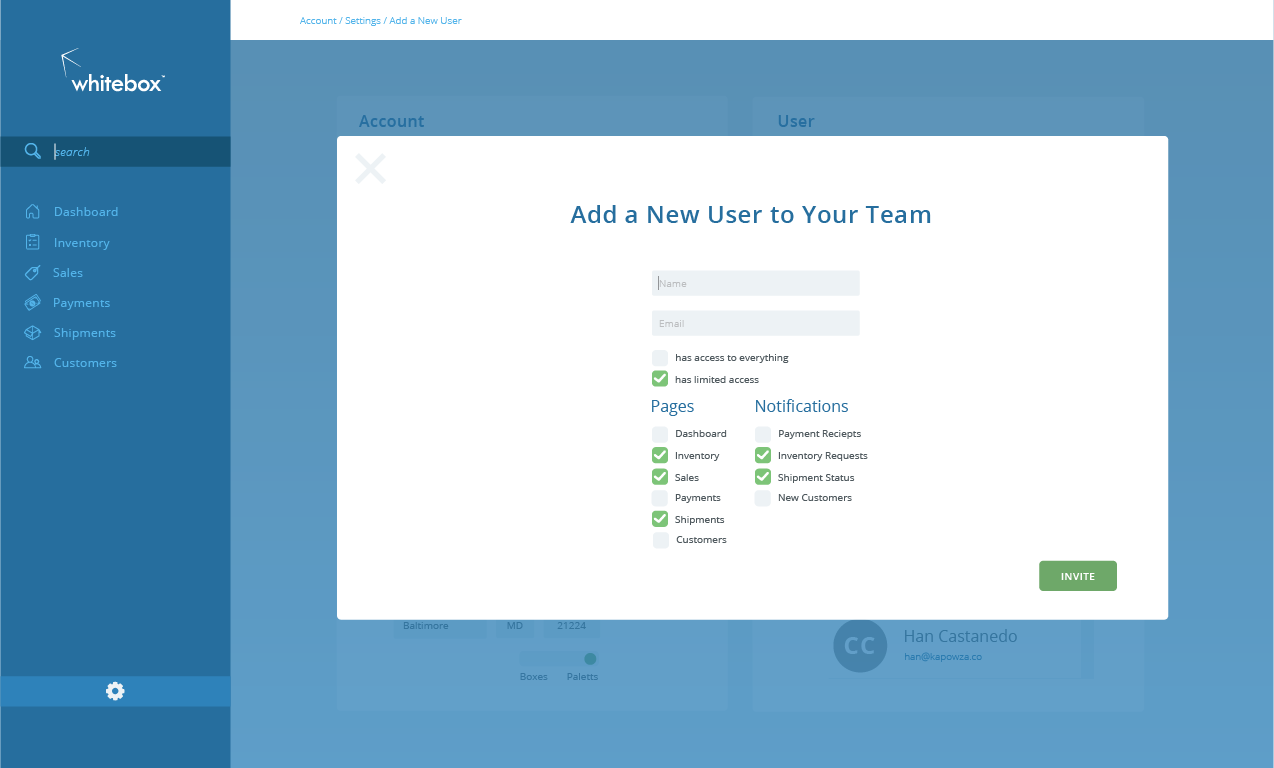 Account / Settings / Add a New User
whitebox™
search
Dashboard
Inventory
Sales
Payments
Shipments
Customers
Account
User
Add a New User to Your Team
Name
Email
has access to everything
has limited access
Pages
Notifications
Dashboard
Payment Reciepts
Inventory
Inventory Requests
Sales
Shipment Status
Payments
New Customers
Shipments
Customers
INVITE
Baltimore
MD
21224
Boxes
Paletts
CC
Han Castanedo
han@kapowza.co